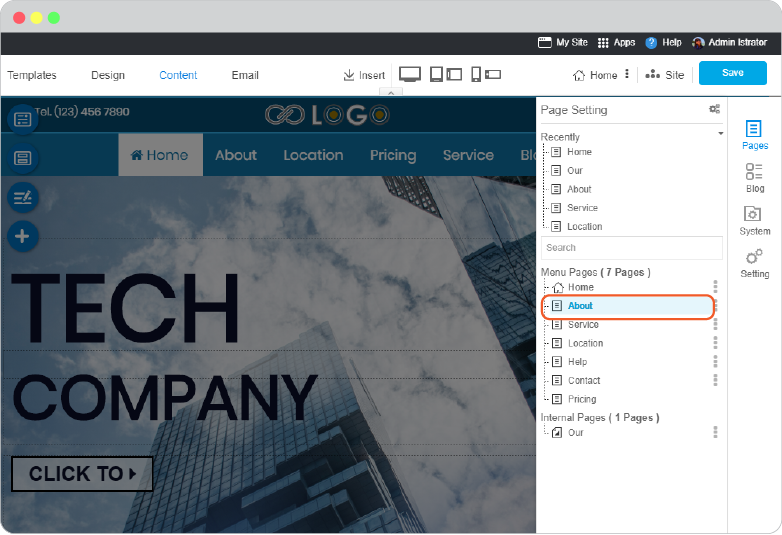 My Site Apps Help Admin Istrator
Templates Design Content Email Insert Home Site Save
Tel. (123) 456 7890
LOGO
Home About Location Pricing Service Bl
TECH
COMPANY
CLICK TO
Page Setting
Recently
Home
Our
About
Service
Location
Search
Menu Pages ( 7 Pages )
Home
About
Service
Location
Help
Contact
Pricing
Internal Pages ( 1 Pages )
Our
Pages
Blog
System
Setting